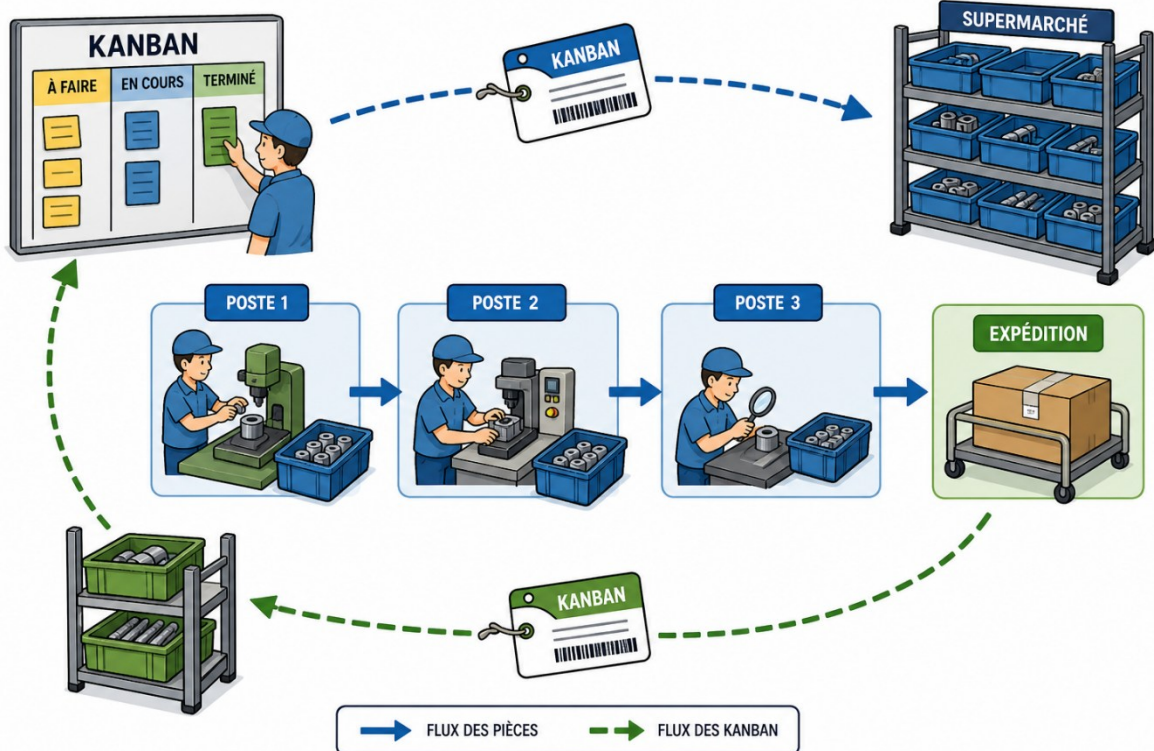 KANBAN
À FAIRE
EN COURS
TERMINÉ
KANBAN
SUPERMARCHÉ
POSTE 1
POSTE 2
POSTE 3
EXPÉDITION
KANBAN
FLUX DES PIÈCES
FLUX DES KANBAN